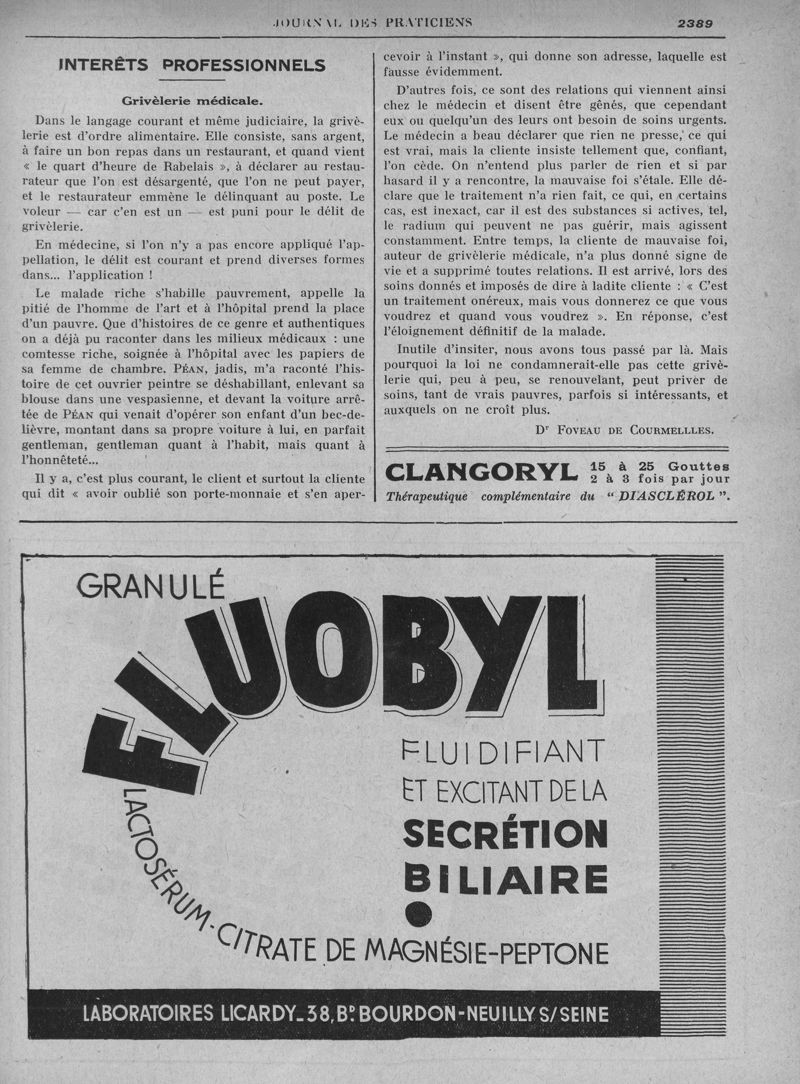 JOURNAL DES PRATICIENS
2389
INTERÊTS PROFESSIONNELS
Grivèlerie médicale.
Dans le langage courant et même judiciaire, la grivè-
lerie est d'ordre alimentaire. Elle consiste, sans argent,
à faire un bon repas dans un restaurant, et quand vient
« le quart d'heure de Rabelais », à déclarer au restau-
rateur que l'on est désargenté, que l'on ne peut payer,
et le restaurateur emmène le délinquant au poste. Le
voleur — car c'en est un — est puni pour le délit de
grivèlerie.
En médecine, si l'on n'y a pas encore appliqué l'ap-
pellation, le délit est courant et prend diverses formes
dans... l'application !
Le malade riche s'habille pauvrement, appelle la
pitié de l'homme de l'art et à l'hôpital prend la place
d'un pauvre. Que d'histoires de ce genre et authentiques
on a déjà pu raconter dans les milieux médicaux : une
comtesse riche, soignée à l'hôpital avec les papiers de
sa femme de chambre. PÉAN, jadis, m'a raconté l'his-
toire de cet ouvrier peintre se déshabillant, enlevant sa
blouse dans une vespasienne, et devant la voiture arrê-
tée de PÉAN qui venait d'opérer son enfant d'un bec-de-
lièvre, montant dans sa propre voiture à lui, en parfait
gentleman, gentleman quant à l'habit, mais quant à
l'honnêteté...
Il y a, c'est plus courant, le client et surtout la cliente
qui dit « avoir oublié son porte-monnaie et s'en aper-
cevoir à l'instant », qui donne son adresse, laquelle est
fausse évidemment.
D'autres fois, ce sont des relations qui viennent ainsi
chez le médecin et disent être gênés, que cependant
eux ou quelqu'un des leurs ont besoin de soins urgents.
Le médecin a beau déclarer que rien ne presse, ce qui
est vrai, mais la cliente insiste tellement que, confiant,
l'on cède. On n'entend plus parler de rien et si par
hasard il y a rencontre, la mauvaise foi s'étale. Elle dé-
clare que le traitement n'a rien fait, ce qui, en certains
cas, est inexact, car il est des substances si actives, tel,
le radium qui peuvent ne pas guérir, mais agissent
constamment. Entre temps, la cliente de mauvaise foi,
auteur de grivèlerie médicale, n'a plus donné signe de
vie et a supprimé toutes relations. Il est arrivé, lors des
soins donnés et imposés de dire à ladite cliente : « C'est
un traitement onéreux, mais vous donnerez ce que vous
voudrez et quand vous voudrez ». En réponse, c'est
l'éloignement définitif de la malade.
Inutile d'insiter, nous avons tous passé par là. Mais
pourquoi la loi ne condamnerait-elle pas cette grivè-
lerie qui, peu à peu, se renouvelant, peut priver de
soins, tant de vrais pauvres, parfois si intéressants, et
auxquels on ne croît plus.
Dr FOVEAU DE COURMELLLES.
CLANGORYL 15 à 25 Gouttes
2 à 3 fois par jour
Thérapeutique complémentaire du "DIASCLÉROL".
GRANULÉ
FLUOBYL
FLUIDIFIANT
ET EXCITANT DE LA
SECRÉTION
BILIAIRE
LACTOSÉRUM-CITRATE DE MAGNÉSIE-PEPTONE
LABORATOIRES LICARDY_38, BD BOURDON-NEUILLY S/SEINE